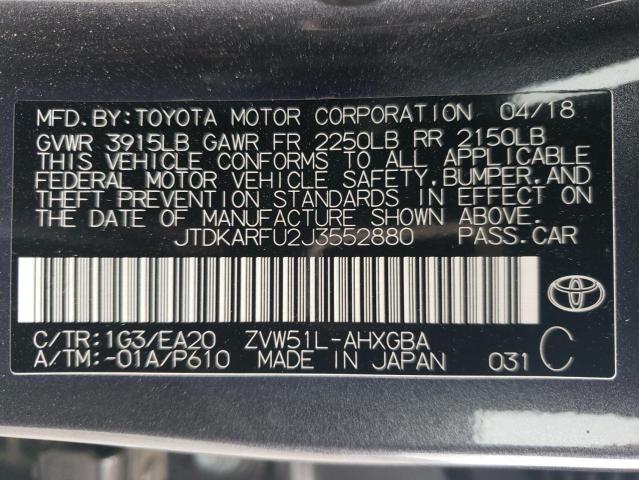 MFD.BY:TOYOTA MOTOR CORPORATION 04/18
GVWR 3915LB GAWR FR 2250LB RR 2150LB
THIS VEHICLE CONFORMS TO ALL APPLICABLE
FEDERAL MOTOR VEHICLE SAFETY,BUMPER,AND
THEFT PREVENTION STANDARDS IN EFFECT ON
THE DATE OF MANUFACTURE SHOWN ABOVE.
JTDKARFU2J3552880 PASS.CAR
C/TR:1G3/EA20 ZVW51L-AHXGBA
A/TM:-01A/P610 MADE IN JAPAN 031 C